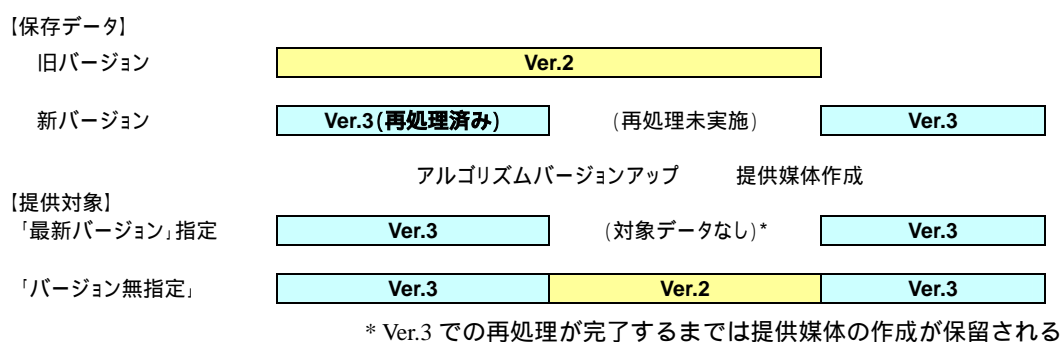 【保存データ】
旧バージョン Ver.2
新バージョン Ver.3(再処理済み) (再処理未実施) Ver.3
アルゴリズムバージョンアップ 提供媒体作成
【提供対象】
「最新バージョン」指定 Ver.3 (対象データなし)* Ver.3
「バージョン無指定」 Ver.3 Ver.2 Ver.3
* Ver.3 での再処理が完了するまでは提供媒体の作成が保留される